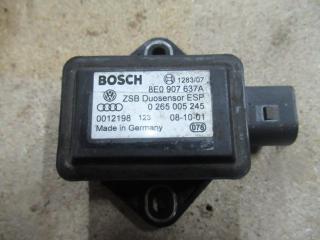 BOSCH 1283/07
8E0 907 637A
ZSB Duosensor ESP
0 265 005 245
0012198 123 08-10-01
Made in Germany 076